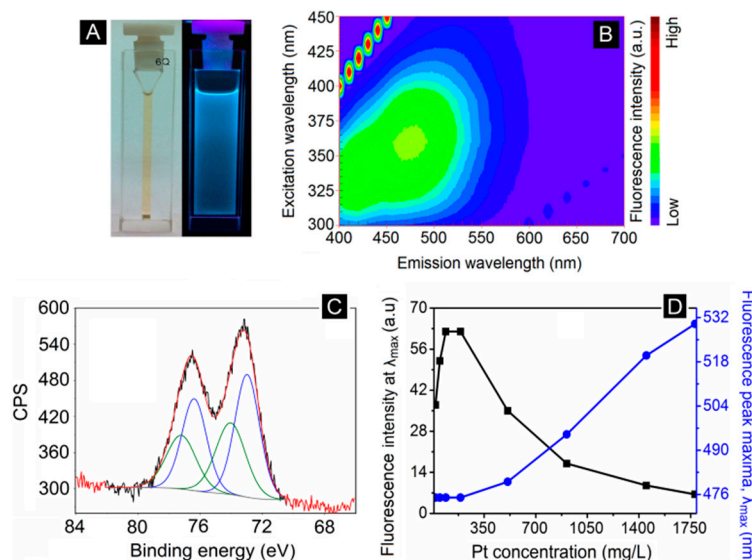 A
6Q
B
Excitation wavelength (nm)
450
400
350
300
400 450 500 550 600 650 700
Emission wavelength (nm)
Fluorescence intensity (a.u.)
High
Low
C
CPS
600
540
480
420
360
300
84 80 76 72 68
Binding energy (eV)
D
Fluorescence intensity at λmax (a.u)
70
56
42
28
14
0
350 700 1050 1400 1750
Pt concentration (mg/L)
Fluorescence peak maxima, λmax (nm)
532
518
504
490
476